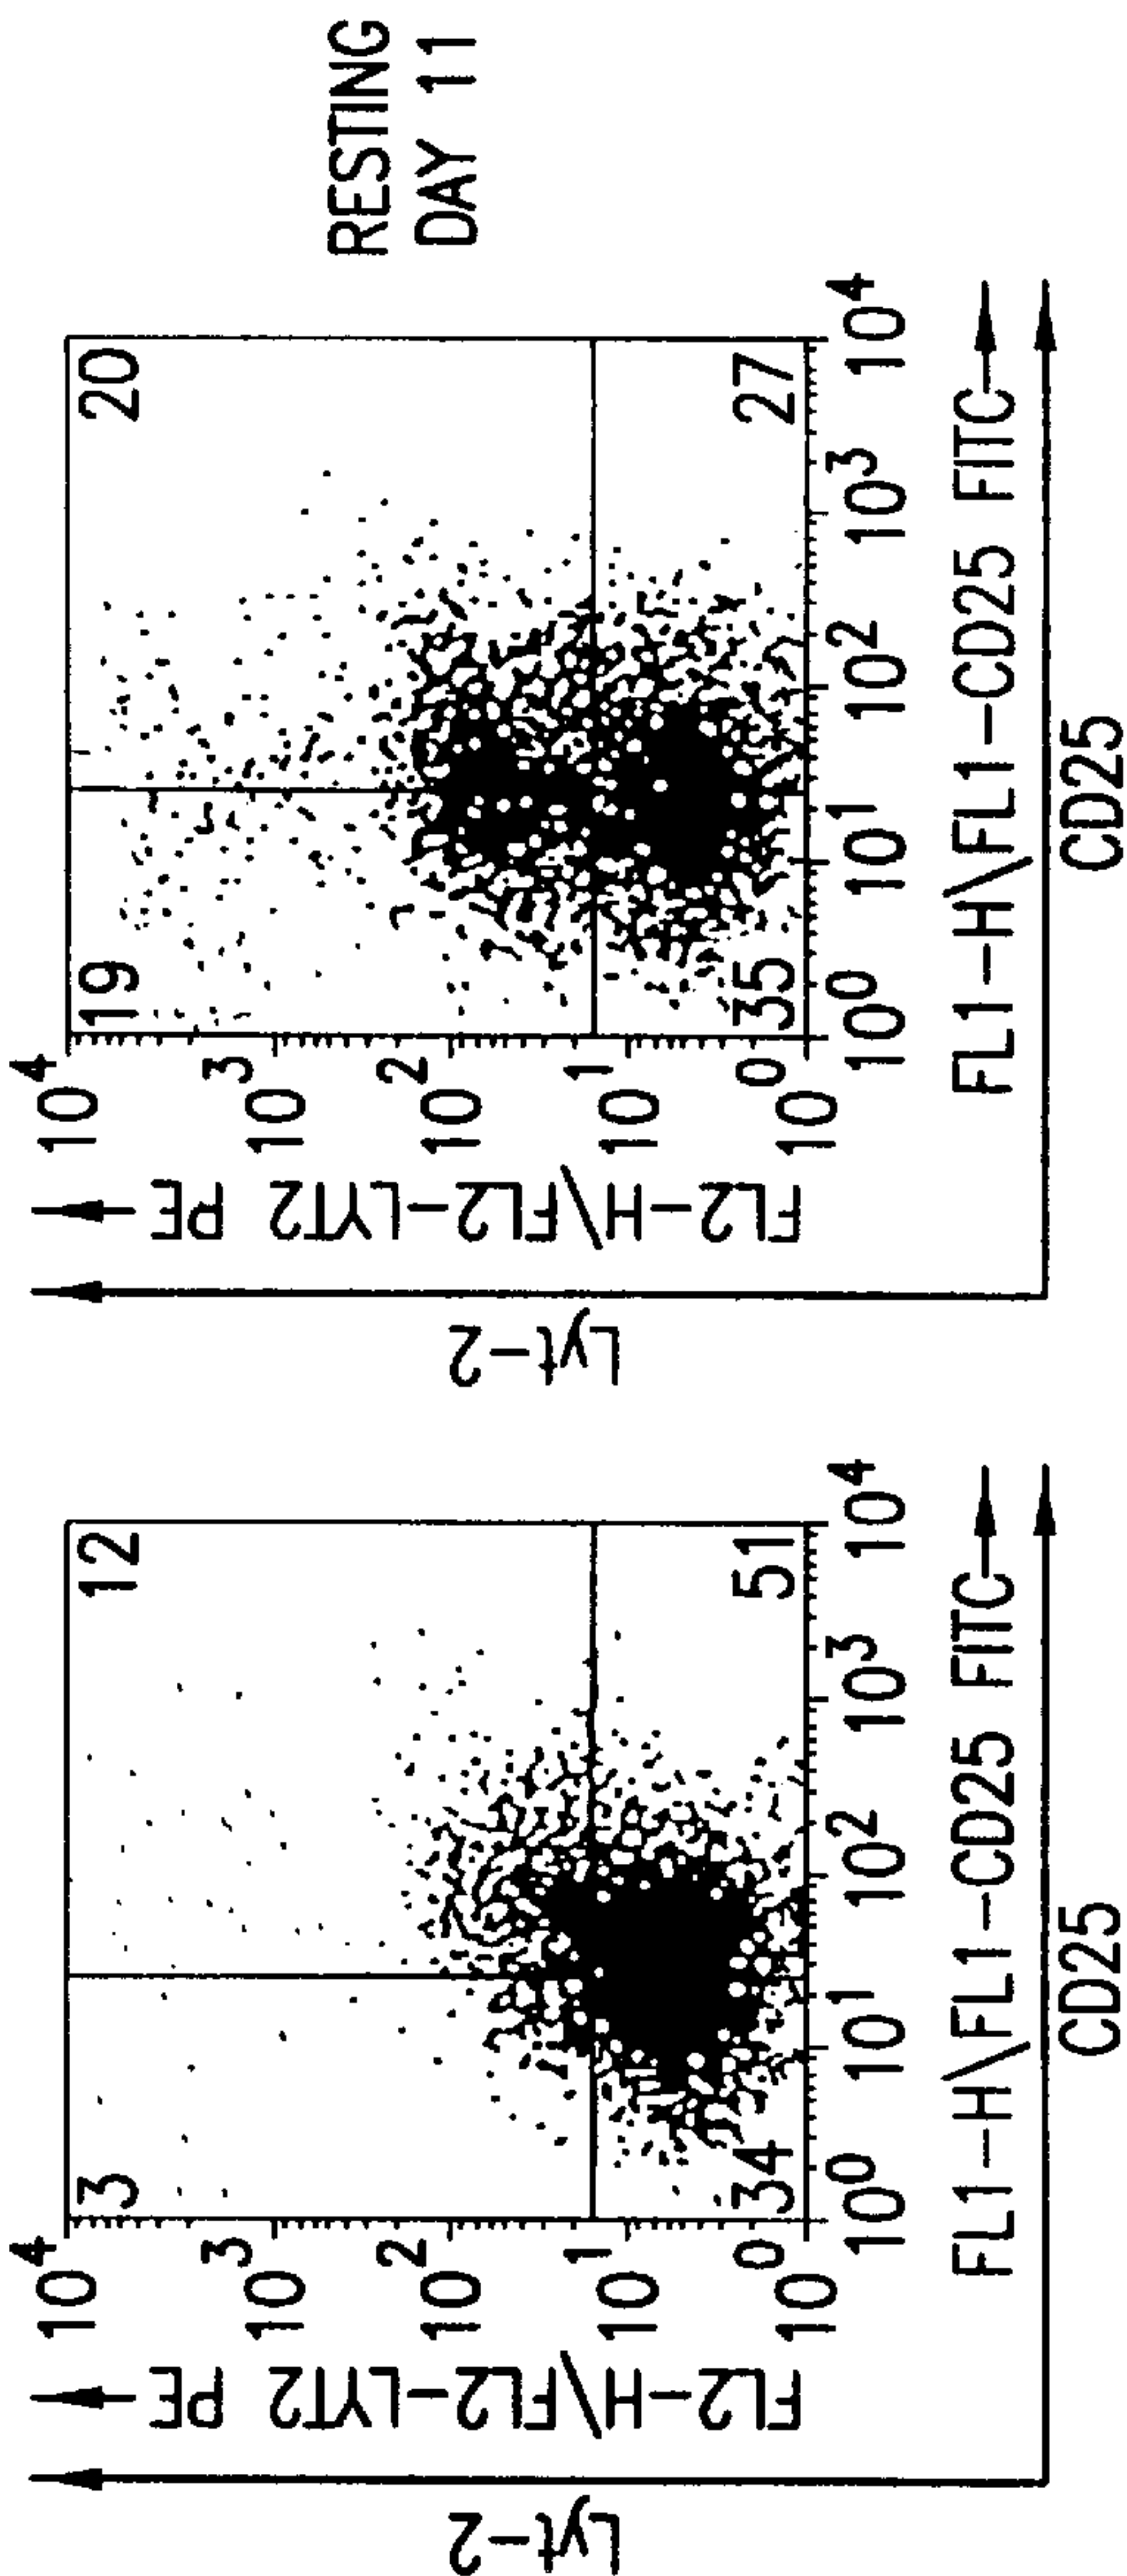 Lyt-2
FL2-H\FL2-LYT2 PE
10^4
10^3
10^2
10^1
10^0
3
12
34
51
10^0 10^1 10^2 10^3 10^4
FL1-H\FL1-CD25 FITC
CD25
Lyt-2
FL2-H\FL2-LYT2 PE
10^4
10^3
10^2
10^1
10^0
19
20
35
27
10^0 10^1 10^2 10^3 10^4
FL1-H\FL1-CD25 FITC
CD25
RESTING
DAY 11